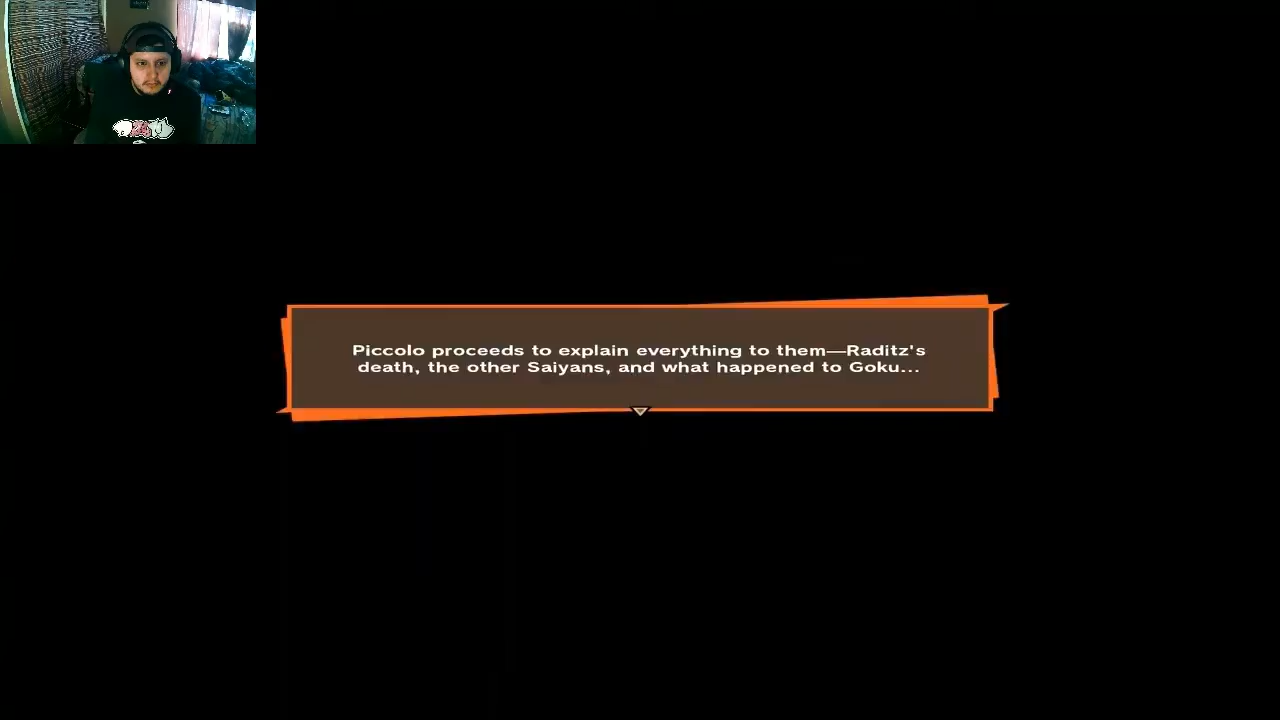 Piccolo proceeds to explain everything to them—Raditz's
death, the other Saiyans, and what happened to Goku...